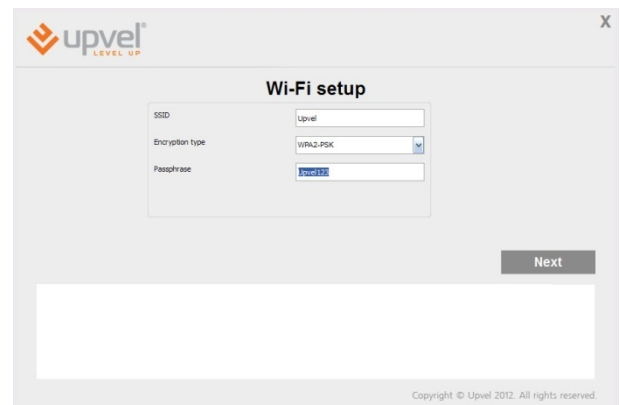 X
upvel®
LEVEL UP
Wi-Fi setup
SSID
Upvel
Encryption type
WPA2-PSK
Passphrase
Upvel123
Next
Copyright © Upvel 2012. All rights reserved.